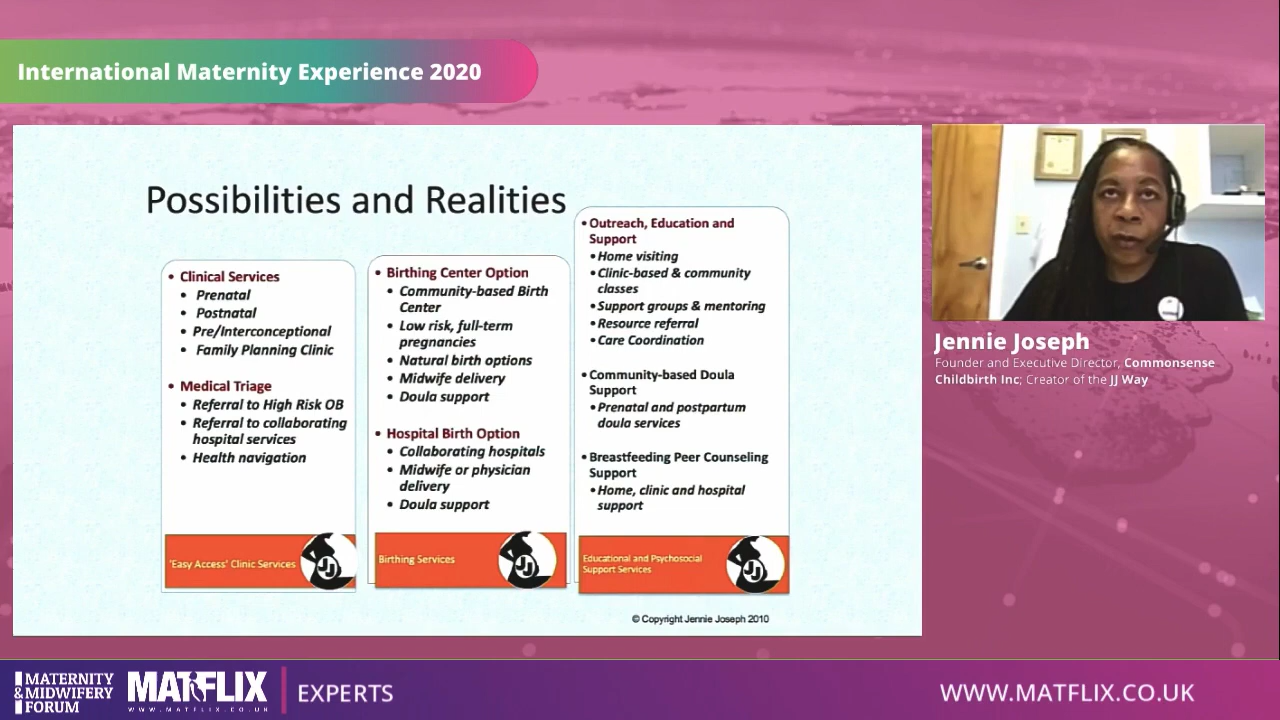 International Maternity Experience 2020
Possibilities and Realities
• Clinical Services
• Prenatal
• Postnatal
• Pre/Interconceptional
• Family Planning Clinic
• Medical Triage
• Referral to High Risk OB
• Referral to collaborating
hospital services
• Health navigation
'Easy Access' Clinic Services
JJ
• Birthing Center Option
• Community-based Birth
Center
• Low risk, full-term
pregnancies
• Natural birth options
• Midwife delivery
• Doula support
• Hospital Birth Option
• Collaborating hospitals
• Midwife or physician
delivery
• Doula support
Birthing Services
JJ
• Outreach, Education and
Support
• Home visiting
• Clinic-based & community
classes
• Support groups & mentoring
• Resource referral
• Care Coordination
• Community-based Doula
Support
• Prenatal and postpartum
doula services
• Breastfeeding Peer Counseling
Support
• Home, clinic and hospital
support
Educational and Psychosocial
Support Services
JJ
© Copyright Jennie Joseph 2010
Jennie Joseph
Founder and Executive Director, Commonsense
Childbirth Inc; Creator of the JJ Way
MATERNITY
& MIDWIFERY
FORUM
MATFLIX
WWW.MATFLIX.CO.UK
EXPERTS
WWW.MATFLIX.CO.UK